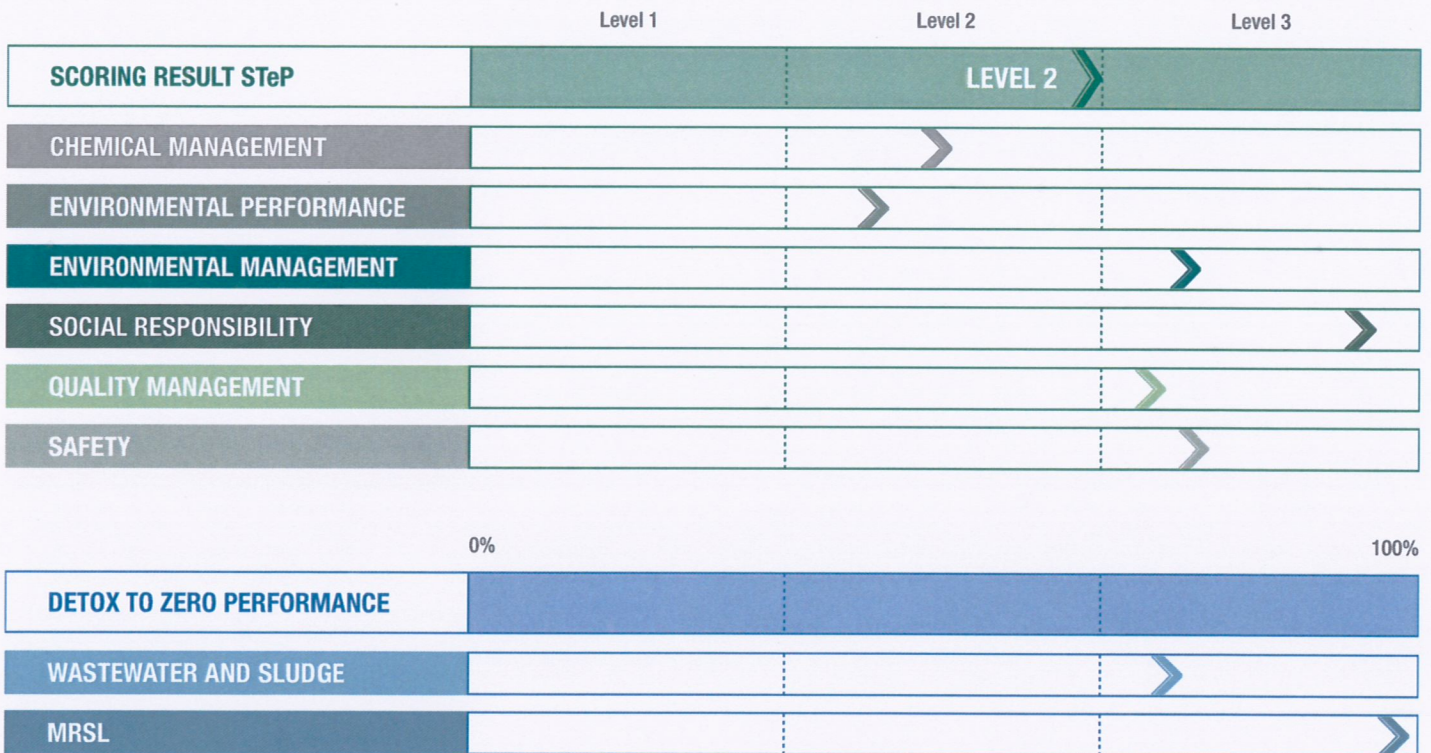 Level 1 Level 2 Level 3
SCORING RESULT STeP LEVEL 2
CHEMICAL MANAGEMENT
ENVIRONMENTAL PERFORMANCE
ENVIRONMENTAL MANAGEMENT
SOCIAL RESPONSIBILITY
QUALITY MANAGEMENT
SAFETY
0% 100%
DETOX TO ZERO PERFORMANCE
WASTEWATER AND SLUDGE
MRSL